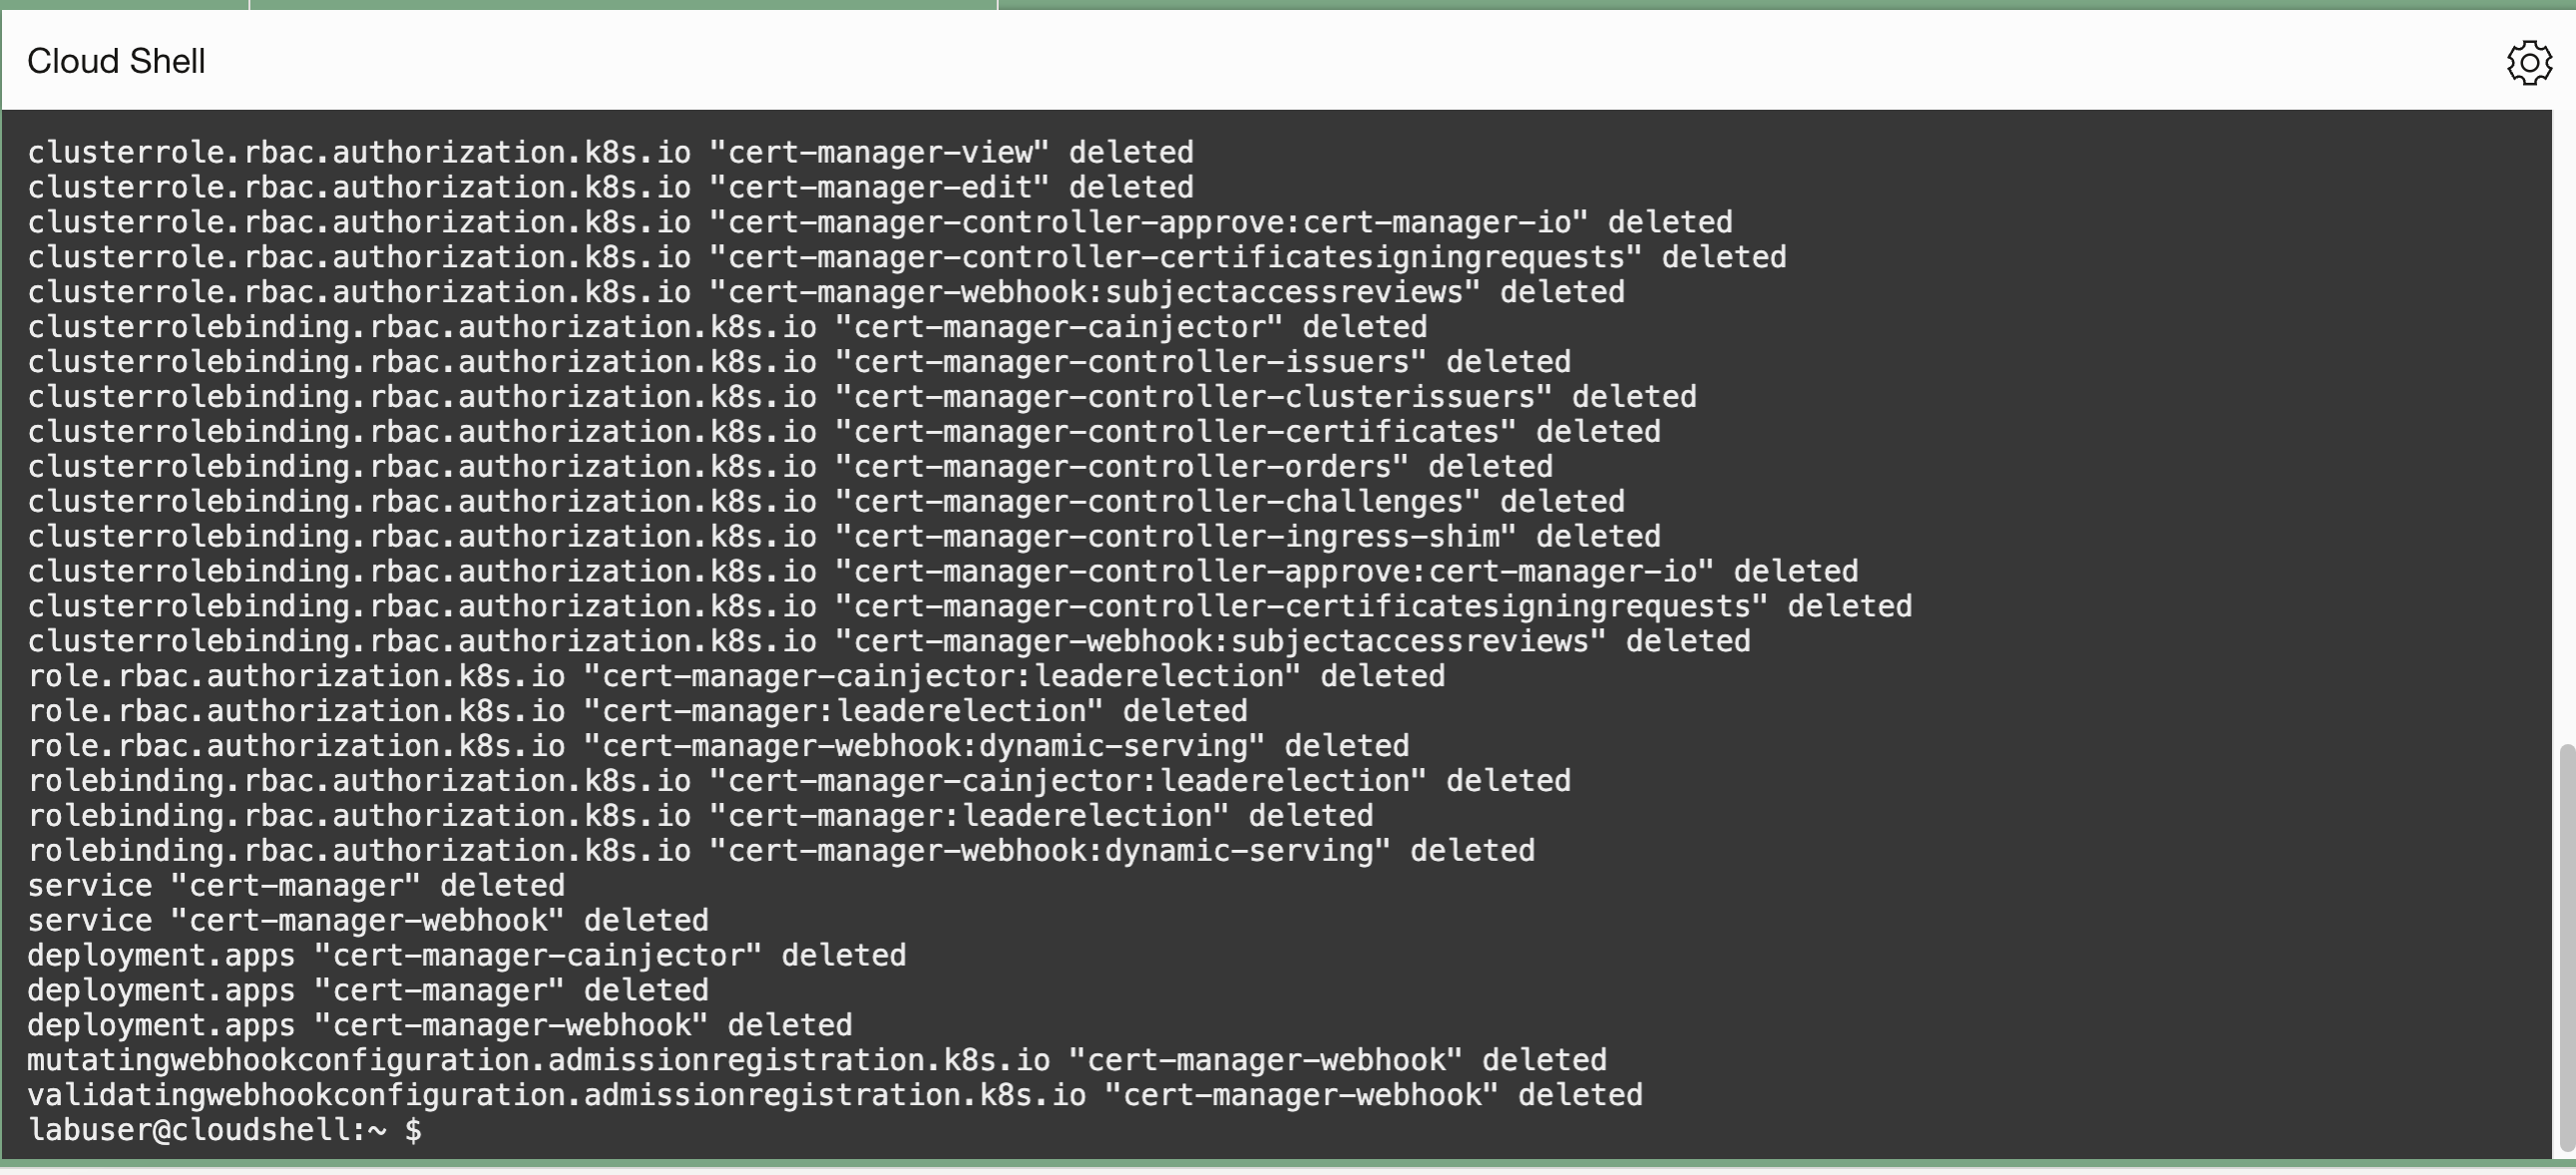 Cloud Shell
clusterrole.rbac.authorization.k8s.io "cert-manager-view" deleted
clusterrole.rbac.authorization.k8s.io "cert-manager-edit" deleted
clusterrole.rbac.authorization.k8s.io "cert-manager-controller-approve:cert-manager-io" deleted
clusterrole.rbac.authorization.k8s.io "cert-manager-controller-certificatesigningrequests" deleted
clusterrole.rbac.authorization.k8s.io "cert-manager-webhook:subjectaccessreviews" deleted
clusterrolebinding.rbac.authorization.k8s.io "cert-manager-cainjector" deleted
clusterrolebinding.rbac.authorization.k8s.io "cert-manager-controller-issuers" deleted
clusterrolebinding.rbac.authorization.k8s.io "cert-manager-controller-clusterissuers" deleted
clusterrolebinding.rbac.authorization.k8s.io "cert-manager-controller-certificates" deleted
clusterrolebinding.rbac.authorization.k8s.io "cert-manager-controller-orders" deleted
clusterrolebinding.rbac.authorization.k8s.io "cert-manager-controller-challenges" deleted
clusterrolebinding.rbac.authorization.k8s.io "cert-manager-controller-ingress-shim" deleted
clusterrolebinding.rbac.authorization.k8s.io "cert-manager-controller-approve:cert-manager-io" deleted
clusterrolebinding.rbac.authorization.k8s.io "cert-manager-controller-certificatesigningrequests" deleted
clusterrolebinding.rbac.authorization.k8s.io "cert-manager-webhook:subjectaccessreviews" deleted
role.rbac.authorization.k8s.io "cert-manager-cainjector:leaderelection" deleted
role.rbac.authorization.k8s.io "cert-manager:leaderelection" deleted
role.rbac.authorization.k8s.io "cert-manager-webhook:dynamic-serving" deleted
rolebinding.rbac.authorization.k8s.io "cert-manager-cainjector:leaderelection" deleted
rolebinding.rbac.authorization.k8s.io "cert-manager:leaderelection" deleted
rolebinding.rbac.authorization.k8s.io "cert-manager-webhook:dynamic-serving" deleted
service "cert-manager" deleted
service "cert-manager-webhook" deleted
deployment.apps "cert-manager-cainjector" deleted
deployment.apps "cert-manager" deleted
deployment.apps "cert-manager-webhook" deleted
mutatingwebhookconfiguration.admissionregistration.k8s.io "cert-manager-webhook" deleted
validatingwebhookconfiguration.admissionregistration.k8s.io "cert-manager-webhook" deleted
labuser@cloudshell:~ $